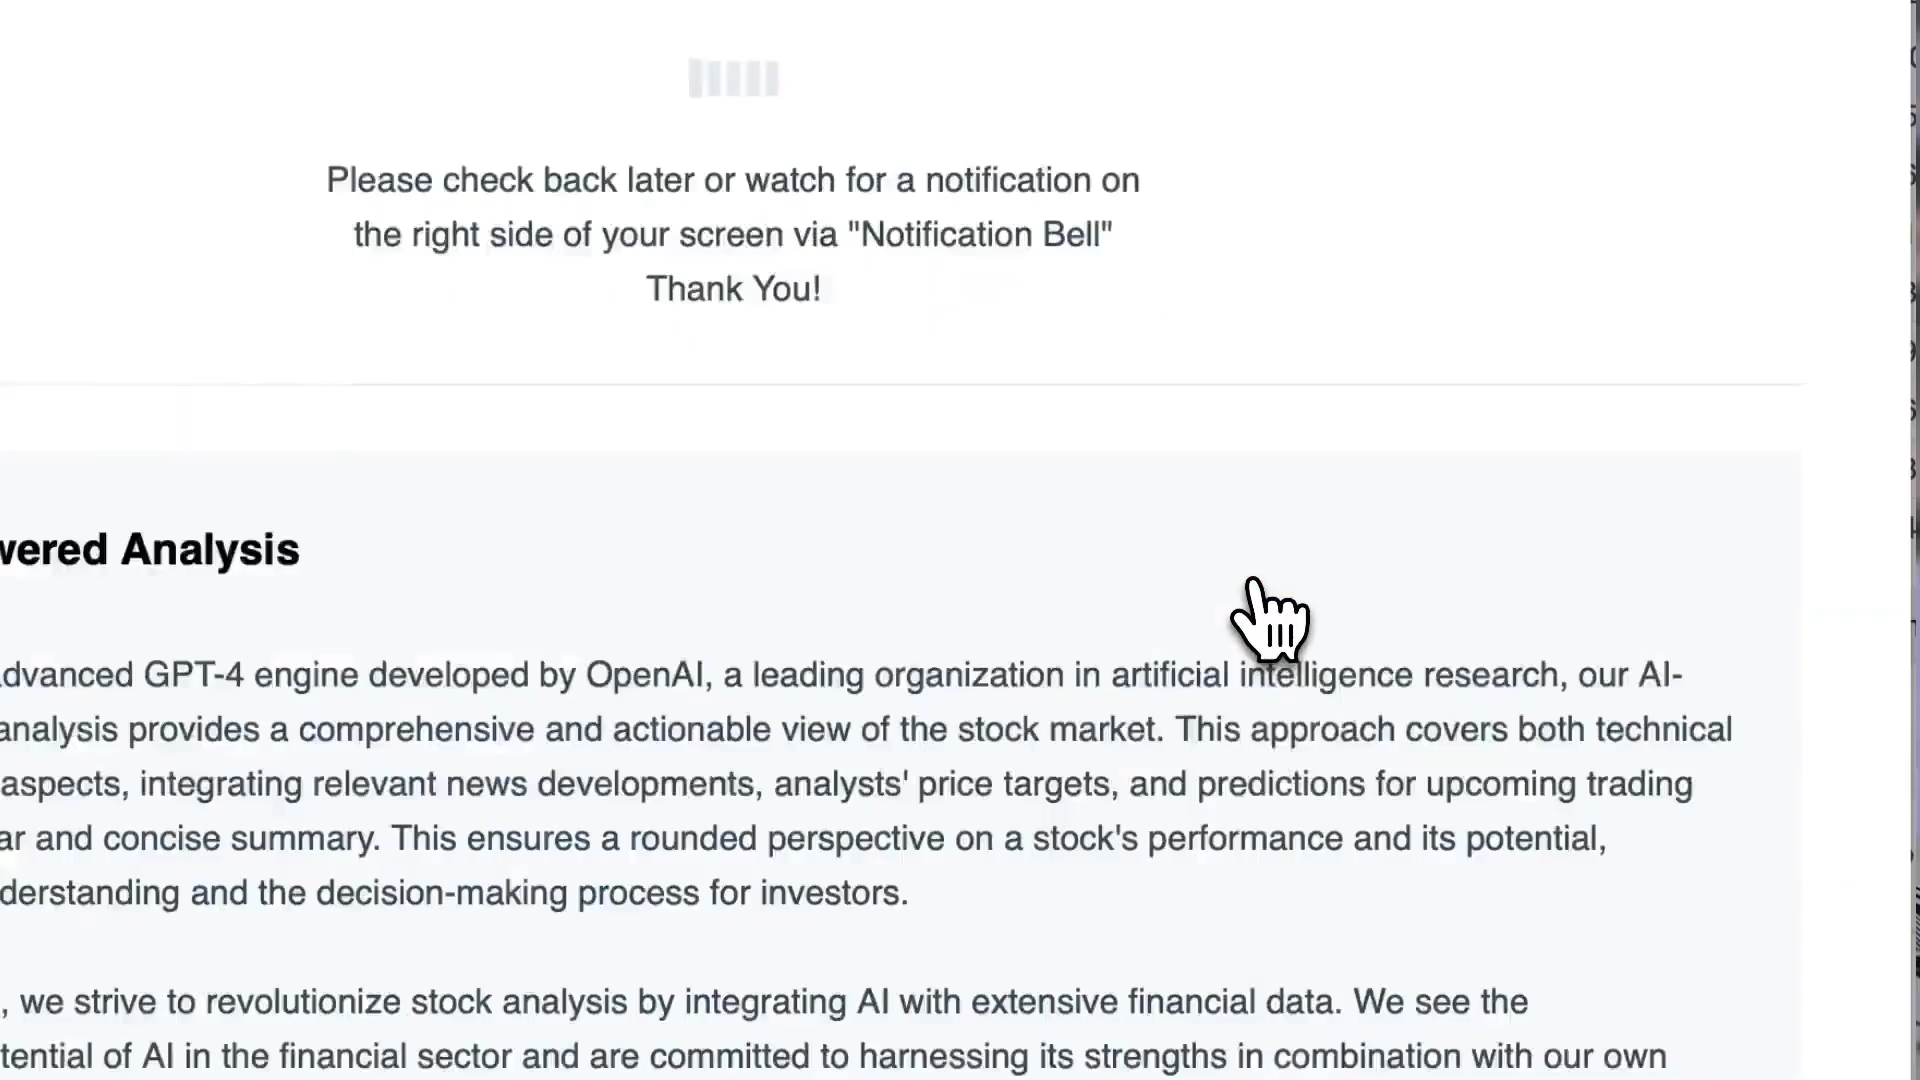 Please check back later or watch for a notification on
the right side of your screen via "Notification Bell"
Thank You!
wered Analysis
dvanced GPT-4 engine developed by OpenAI, a leading organization in artificial intelligence research, our AI-
analysis provides a comprehensive and actionable view of the stock market. This approach covers both technical
aspects, integrating relevant news developments, analysts' price targets, and predictions for upcoming trading
ar and concise summary. This ensures a rounded perspective on a stock's performance and its potential,
derstanding and the decision-making process for investors.
, we strive to revolutionize stock analysis by integrating AI with extensive financial data. We see the
tential of AI in the financial sector and are committed to harnessing its strengths in combination with our own